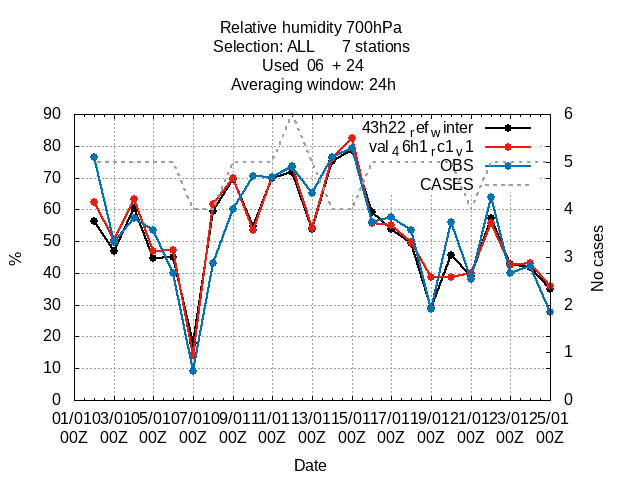 Relative humidity 700hPa
Selection: ALL 7 stations
Used 06 + 24
Averaging window: 24h
90 6
43h22 refwinter
val46h1rc1v1
OBS
CASES
80
70
60
50
40
30
20
10
0
5
4
3
2
1
0
%
No cases
01/01 03/01 05/01 07/01 09/01 11/01 13/01 15/01 17/01 19/01 21/01 23/01 25/01
00Z 00Z 00Z 00Z 00Z 00Z 00Z 00Z 00Z 00Z 00Z 00Z 00Z
Date